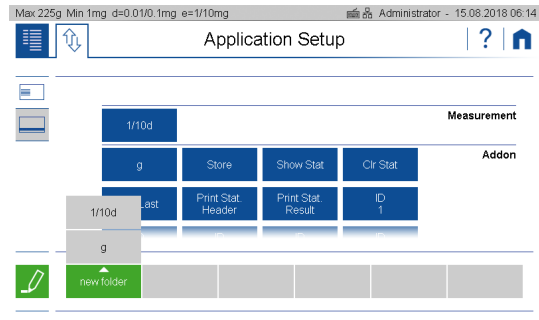 Max 225g Min 1mg d=0.01/0.1mg e=1/10mg Administrator - 15.08.2018 06:14
Application Setup ?
Measurement
1/10d
Addon
g Store Show Stat Clr Stat
Last Print Stat. Header Print Stat. Result ID 1
1/10d
g
new folder